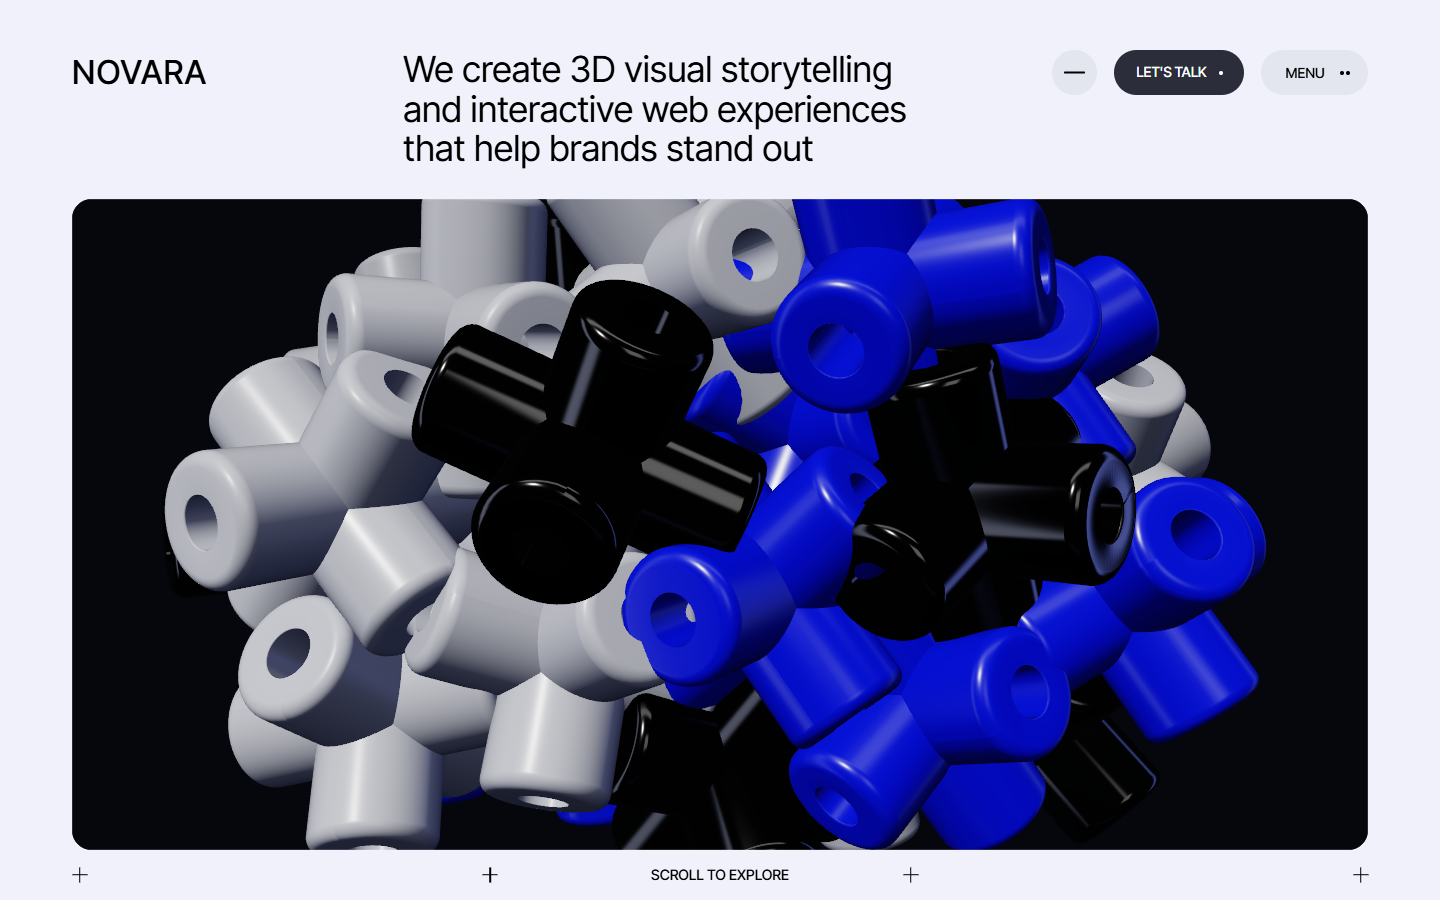 NOVARA
We create 3D visual storytelling
and interactive web experiences
that help brands stand out
LET'S TALK
MENU
SCROLL TO EXPLORE